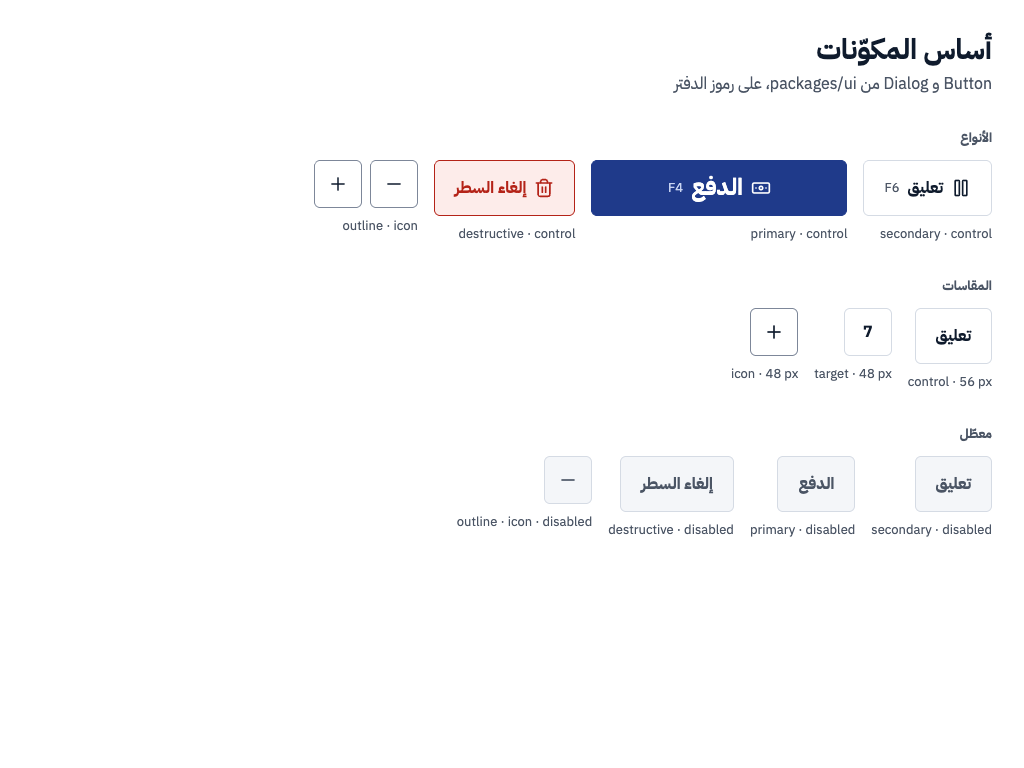 أساس المكوّنات
Button و Dialog من packages/ui، على رموز الدفتر
الأنواع
تعليق F6
الدفع F4
إلغاء السطر
secondary · control
primary · control
destructive · control
outline · icon
المقاسات
تعليق
7
control · 56 px
target · 48 px
icon · 48 px
معطّل
تعليق
الدفع
إلغاء السطر
secondary · disabled
primary · disabled
destructive · disabled
outline · icon · disabled